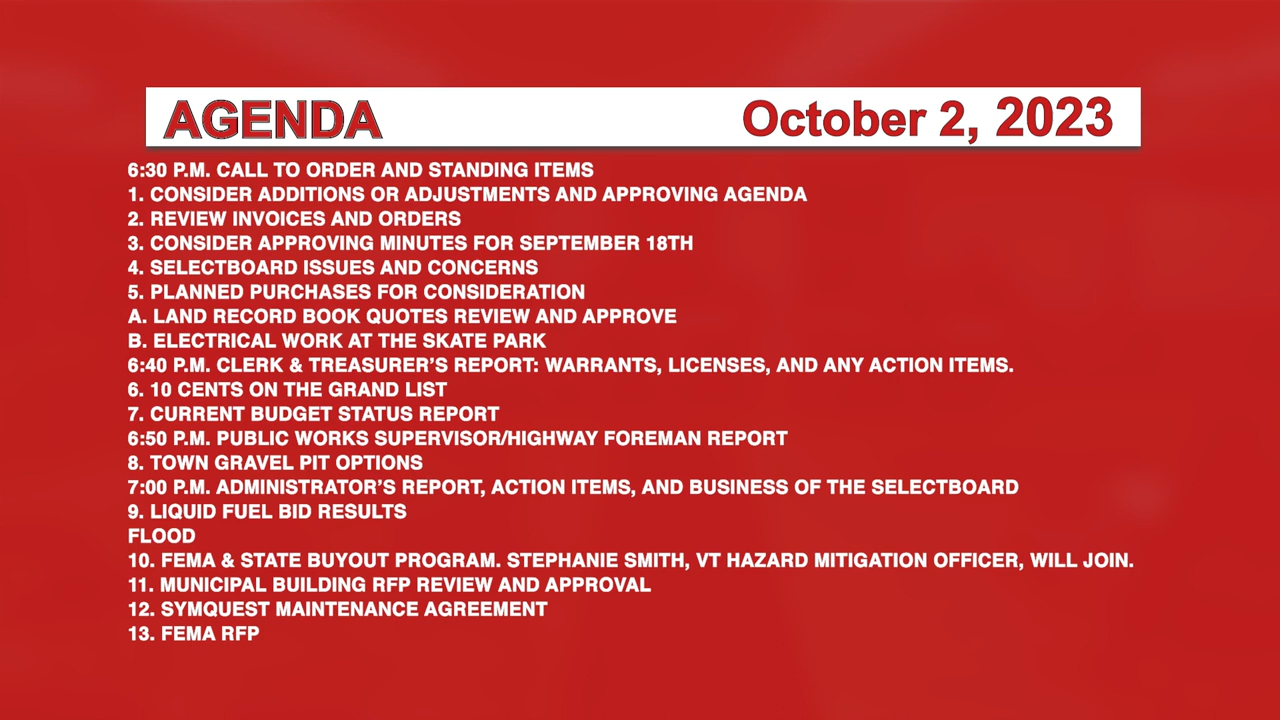 AGENDA October 2, 2023
6:30 P.M. CALL TO ORDER AND STANDING ITEMS
1. CONSIDER ADDITIONS OR ADJUSTMENTS AND APPROVING AGENDA
2. REVIEW INVOICES AND ORDERS
3. CONSIDER APPROVING MINUTES FOR SEPTEMBER 18TH
4. SELECTBOARD ISSUES AND CONCERNS
5. PLANNED PURCHASES FOR CONSIDERATION
A. LAND RECORD BOOK QUOTES REVIEW AND APPROVE
B. ELECTRICAL WORK AT THE SKATE PARK
6:40 P.M. CLERK & TREASURER’S REPORT: WARRANTS, LICENSES, AND ANY ACTION ITEMS.
6. 10 CENTS ON THE GRAND LIST
7. CURRENT BUDGET STATUS REPORT
6:50 P.M. PUBLIC WORKS SUPERVISOR/HIGHWAY FOREMAN REPORT
8. TOWN GRAVEL PIT OPTIONS
7:00 P.M. ADMINISTRATOR’S REPORT, ACTION ITEMS, AND BUSINESS OF THE SELECTBOARD
9. LIQUID FUEL BID RESULTS
FLOOD
10. FEMA & STATE BUYOUT PROGRAM. STEPHANIE SMITH, VT HAZARD MITIGATION OFFICER, WILL JOIN.
11. MUNICIPAL BUILDING RFP REVIEW AND APPROVAL
12. SYMQUEST MAINTENANCE AGREEMENT
13. FEMA RFP